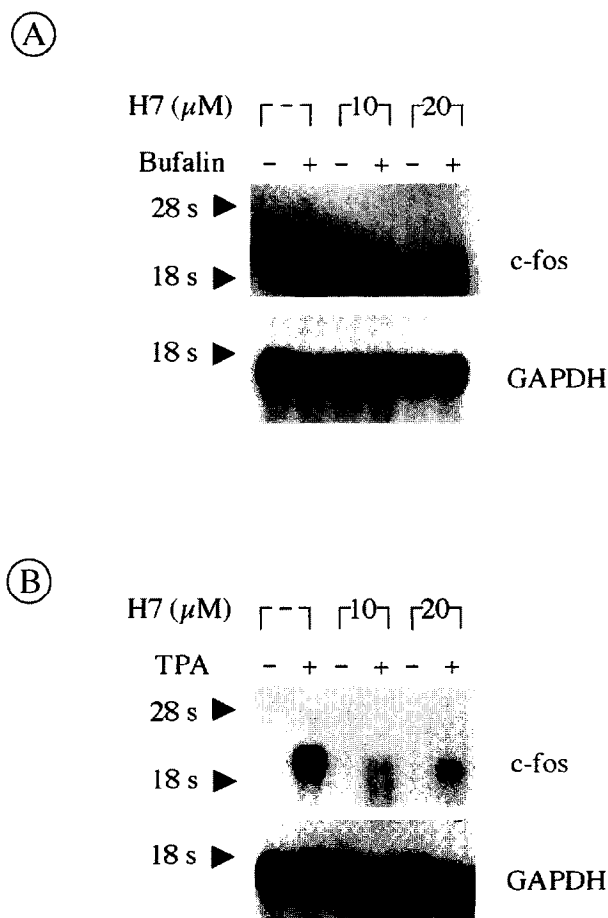 A
H7 (μM) - 10 20
Bufalin - + - + - +
28 s
c-fos
18 s
18 s
GAPDH
B
H7 (μM) - 10 20
TPA - + - + - +
28 s
c-fos
18 s
18 s
GAPDH